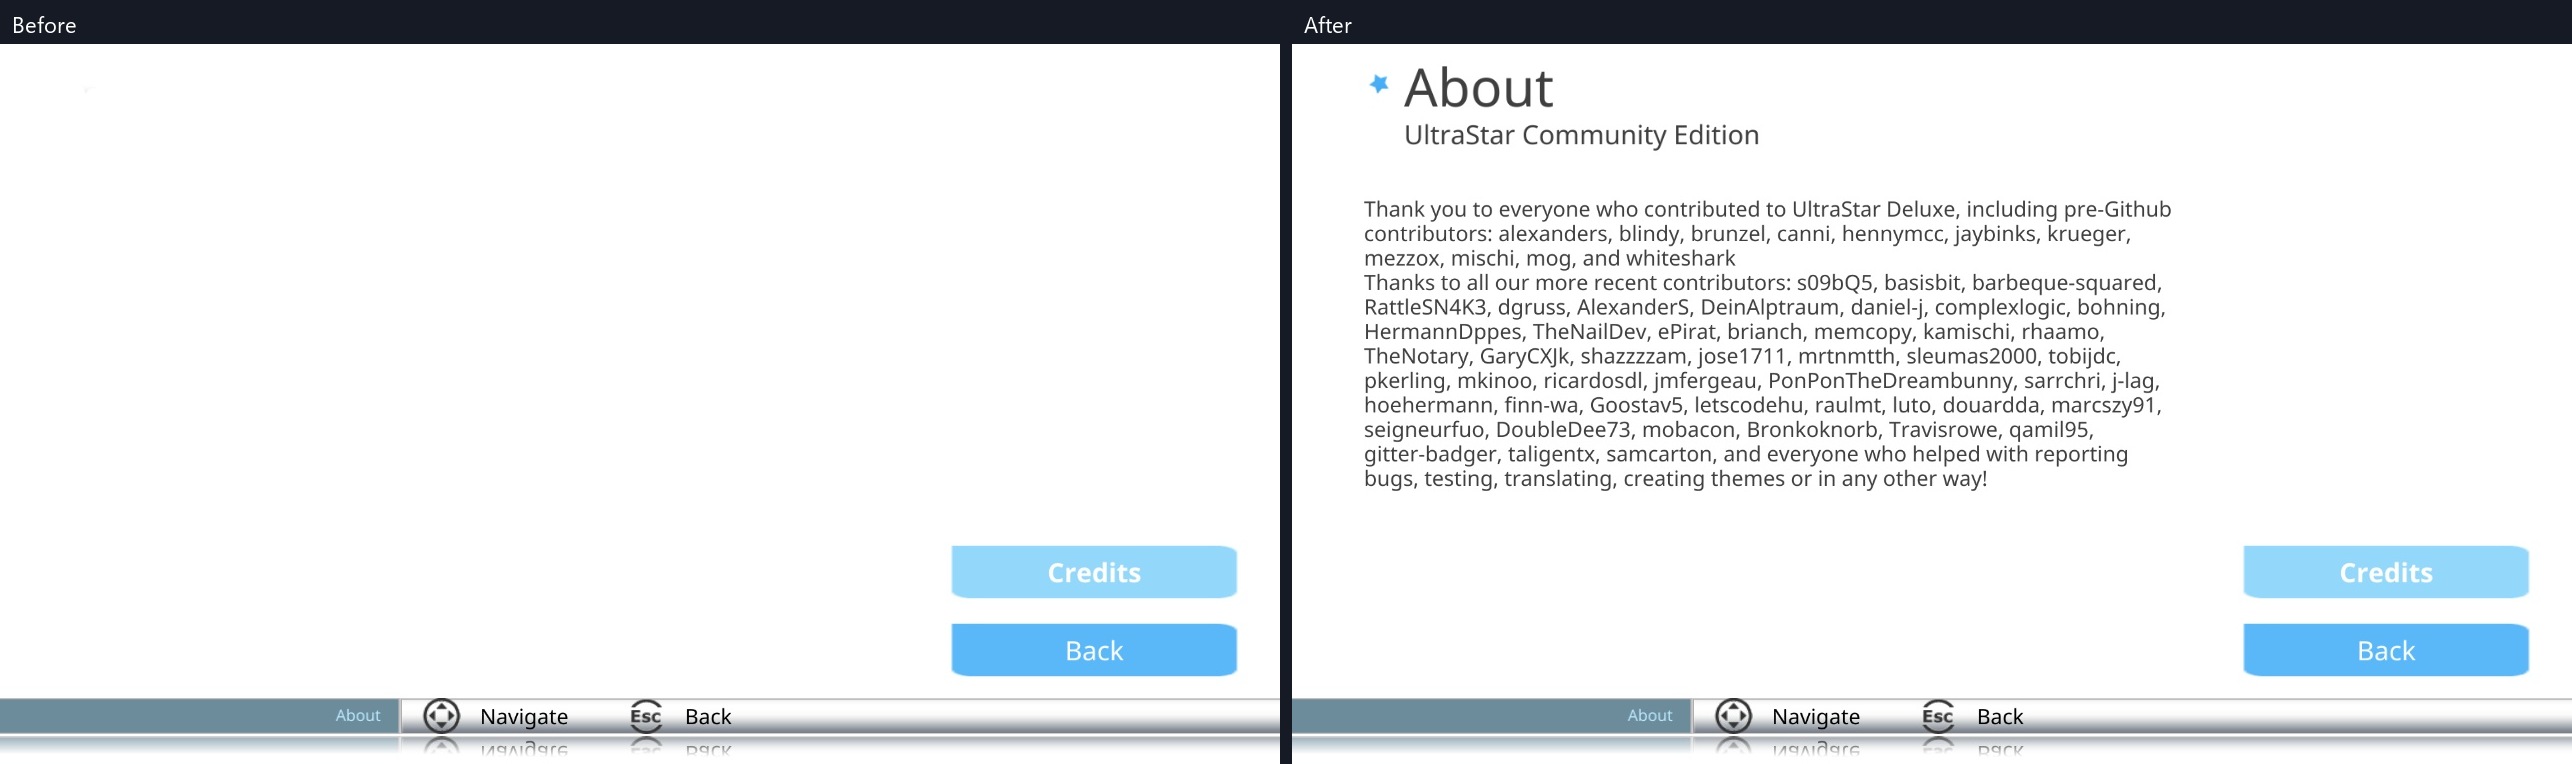 Before
Credits
Back
About
Navigate
Esc
Back
Navigate
Back
After
About
UltraStar Community Edition
Thank you to everyone who contributed to UltraStar Deluxe, including pre-Github
contributors: alexanders, blindy, brunzel, canni, hennymcc, jaybinks, krueger,
mezzox, mischi, mog, and whiteshark
Thanks to all our more recent contributors: s09bQ5, basisbit, barbeque-squared,
RattleSN4K3, dgruss, AlexanderS, DeinAlptraum, daniel-j, complexlogic, bohning,
HermannDppes, TheNailDev, ePirat, brianch, memcopy, kamischi, rhaamo,
TheNotary, GaryCXJk, shazzzzam, jose1711, mrtnmtth, sleumas2000, tobijdc,
pkerling, mkinoo, ricardosdl, jmfergeau, PonPonTheDreambunny, sarrchri, j-lag,
hoehermann, finn-wa, Goostav5, letscodehu, raulmt, luto, douardda, marcszy91,
seigneurfuo, DoubleDee73, mobacon, Bronkoknorb, Travisrowe, qamil95,
gitter-badger, taligentx, samcarton, and everyone who helped with reporting
bugs, testing, translating, creating themes or in any other way!
Credits
Back
About
Navigate
Esc
Back
Navigate
Back